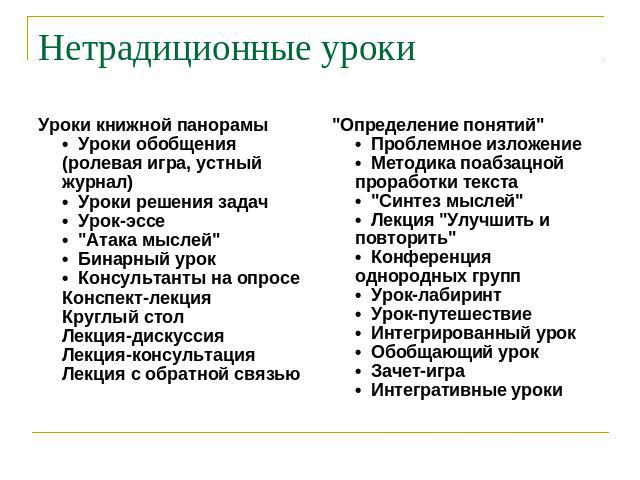 Нетрадиционные уроки
Уроки книжной панорамы
• Уроки обобщения
(ролевая игра, устный
журнал)
• Уроки решения задач
• Урок-эссе
• "Атака мыслей"
• Бинарный урок
• Консультанты на опросе
Конспект-лекция
Круглый стол
Лекция-дискуссия
Лекция-консультация
Лекция с обратной связью
"Определение понятий"
• Проблемное изложение
• Методика поабзацной
проработки текста
• "Синтез мыслей"
• Лекция "Улучшить и
повторить"
• Конференция
однородных групп
• Урок-лабиринт
• Урок-путешествие
• Интегрированный урок
• Обобщающий урок
• Зачет-игра
• Интегративные уроки